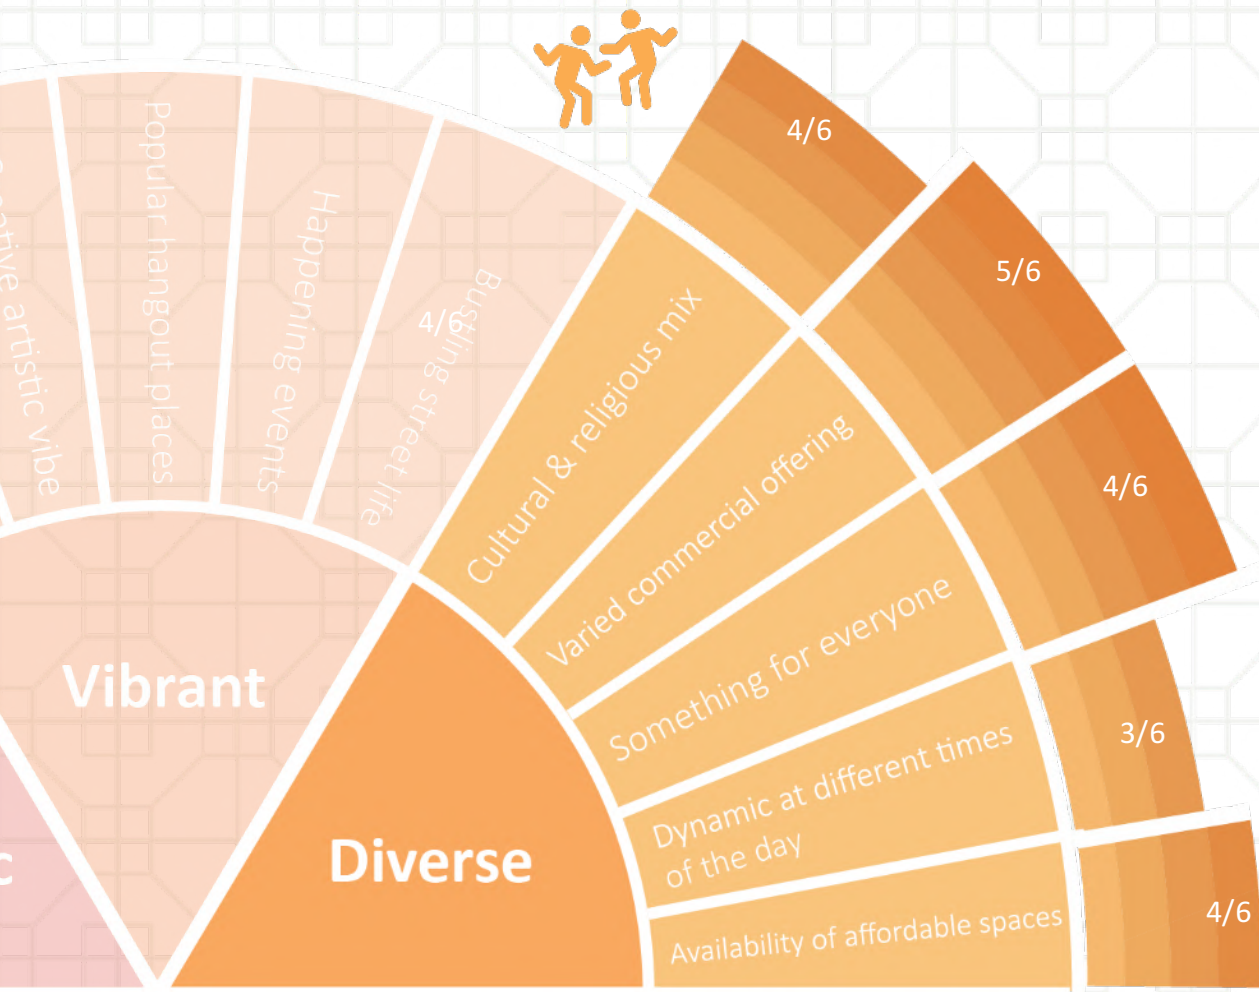 4/6
5/6
4/6
3/6
4/6
4/6
artistic vibe
Popular hangout places
Happening events
Bustling street life
Cultural & religious mix
Varied commercial offering
Something for everyone
Dynamic at different times
of the day
Availability of affordable spaces
Vibrant
Diverse
c